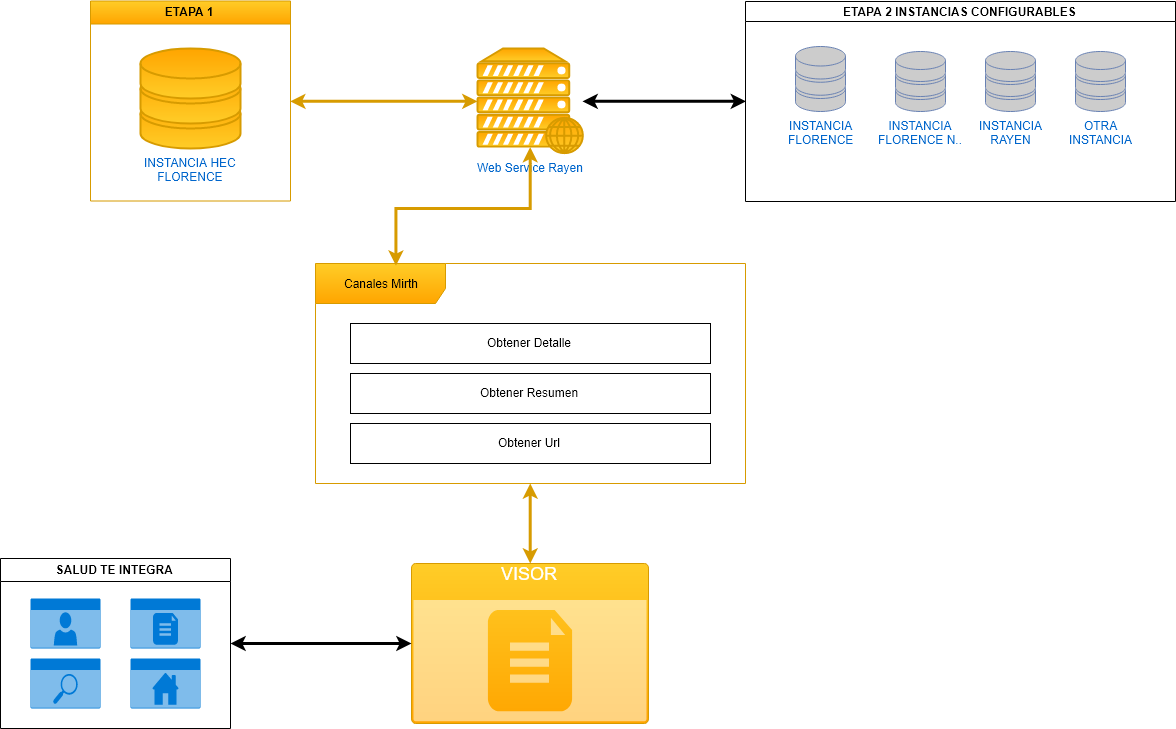 ETAPA 1
INSTANCIA HEC
FLORENCE
Web Service Rayen
ETAPA 2 INSTANCIAS CONFIGURABLES
INSTANCIA
FLORENCE
INSTANCIA
FLORENCE N..
INSTANCIA
RAYEN
OTRA
INSTANCIA
Canales Mirth
Obtener Detalle
Obtener Resumen
Obtener Url
SALUD TE INTEGRA
VISOR